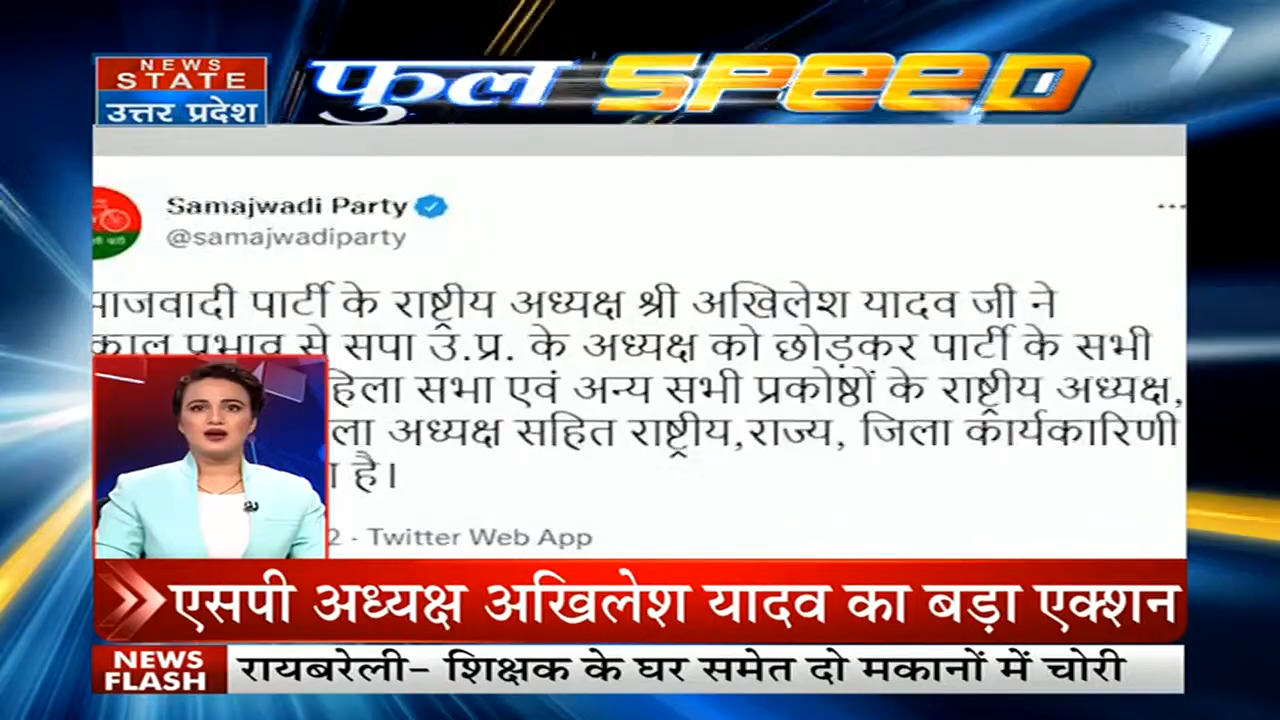 NEWS
STATE
उत्तर प्रदेश
फुल SPEED
Samajwadi Party
@samajwadiparty
पार्टी के राष्ट्रीय अध्यक्ष श्री अखिलेश यादव जी ने
प्रभाव से सपा उ.प्र. के अध्यक्ष को छोड़कर पार्टी के सभी
सभा एवं अन्य सभी प्रकोष्ठों के राष्ट्रीय अध्यक्ष,
अध्यक्ष सहित राष्ट्रीय,राज्य, जिला कार्यकारिणी
है।
2 - Twitter Web App
एसपी अध्यक्ष अखिलेश यादव का बड़ा एक्शन
NEWS
FLASH
रायबरेली- शिक्षक के घर समेत दो मकानों में चोरी